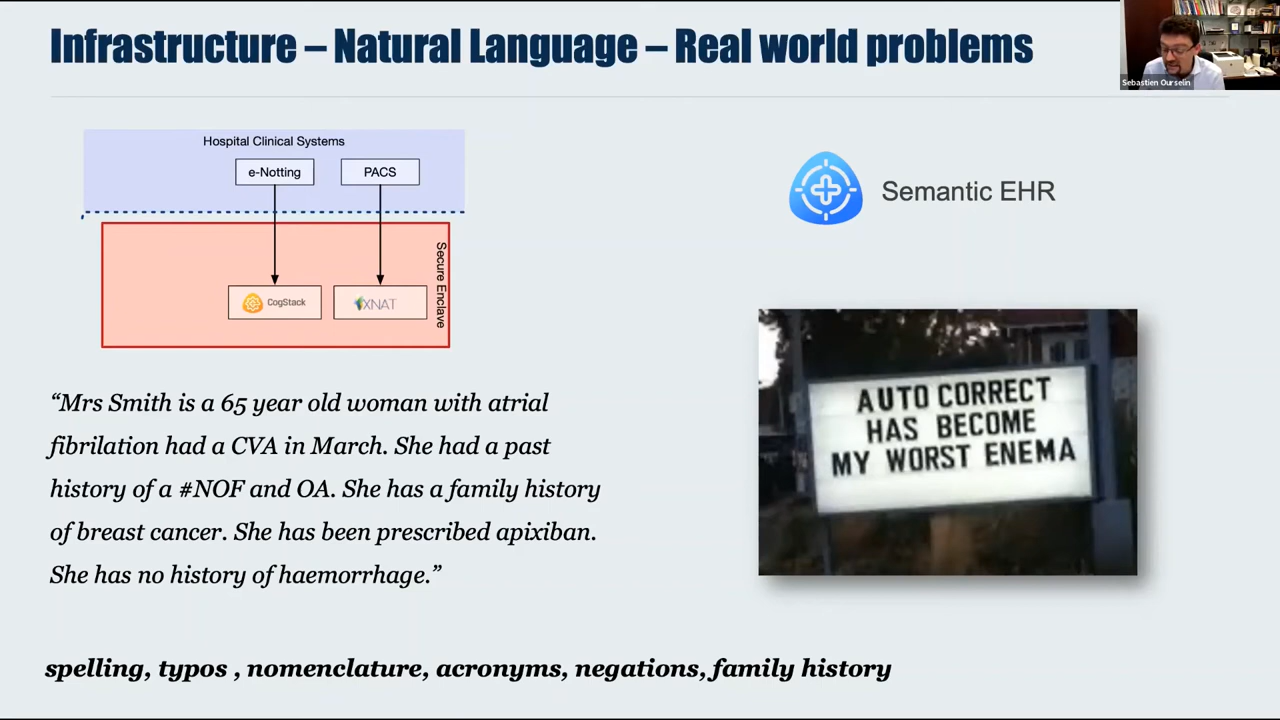 Infrastructure – Natural Language – Real world problems
Sebastien Ourselin
Hospital Clinical Systems
e-Notting
PACS
Secure Enclave
CogStack
XNAT
Semantic EHR
AUTO CORRECT
HAS BECOME
MY WORST ENEMA
“Mrs Smith is a 65 year old woman with atrial
fibrilation had a CVA in March. She had a past
history of a #NOF and OA. She has a family history
of breast cancer. She has been prescribed apixiban.
She has no history of haemorrhage.”
spelling, typos , nomenclature, acronyms, negations, family history